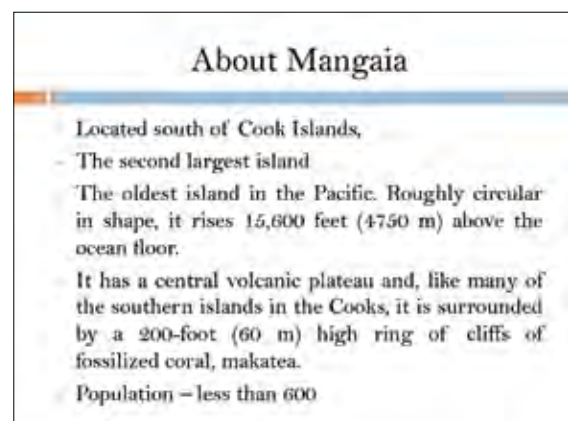 About Mangaia
Located south of Cook Islands,
The second largest island
The oldest island in the Pacific. Roughly circular
in shape, it rises 15,600 feet (4750 m) above the
ocean floor.
It has a central volcanic plateau and, like many of
the southern islands in the Cooks, it is surrounded
by a 200-foot (60 m) high ring of cliffs of
fossilized coral, makatea.
Population – less than 600